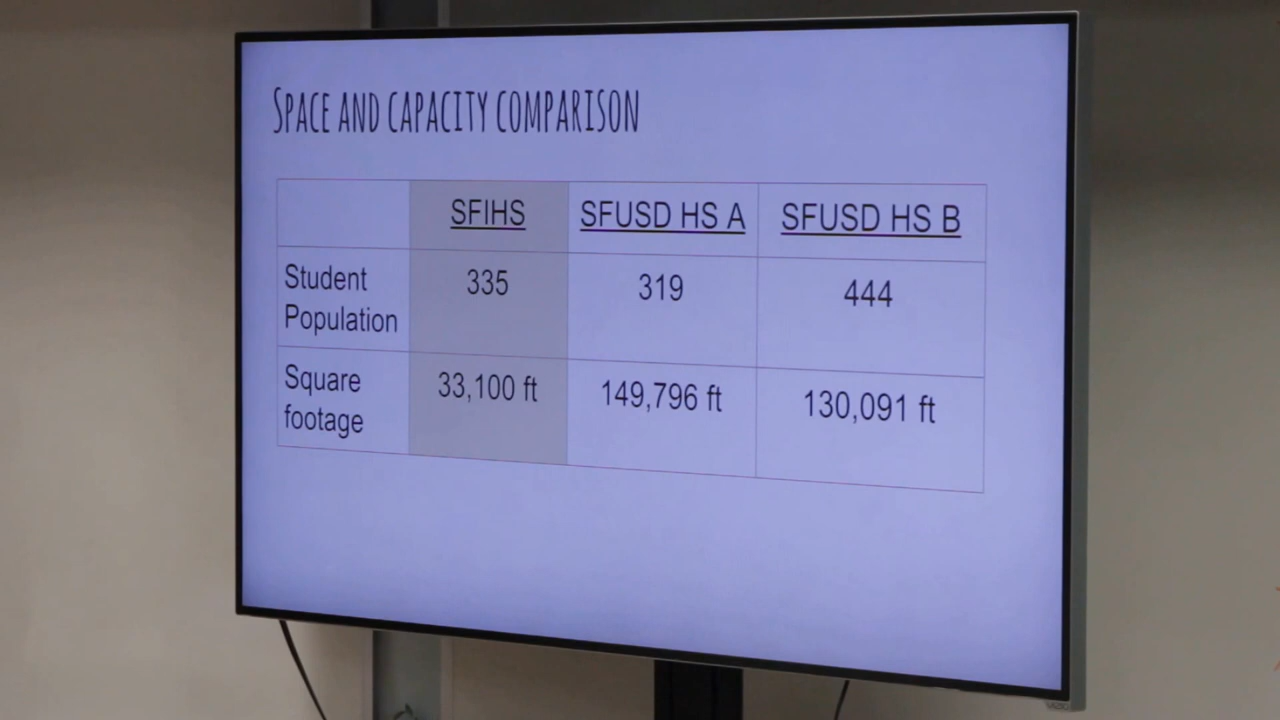 SPACE AND CAPACITY COMPARISON
SFIHS SFUSD HS A SFUSD HS B
Student Population 335 319 444
Square footage 33,100 ft 149,796 ft 130,091 ft
VIZIO